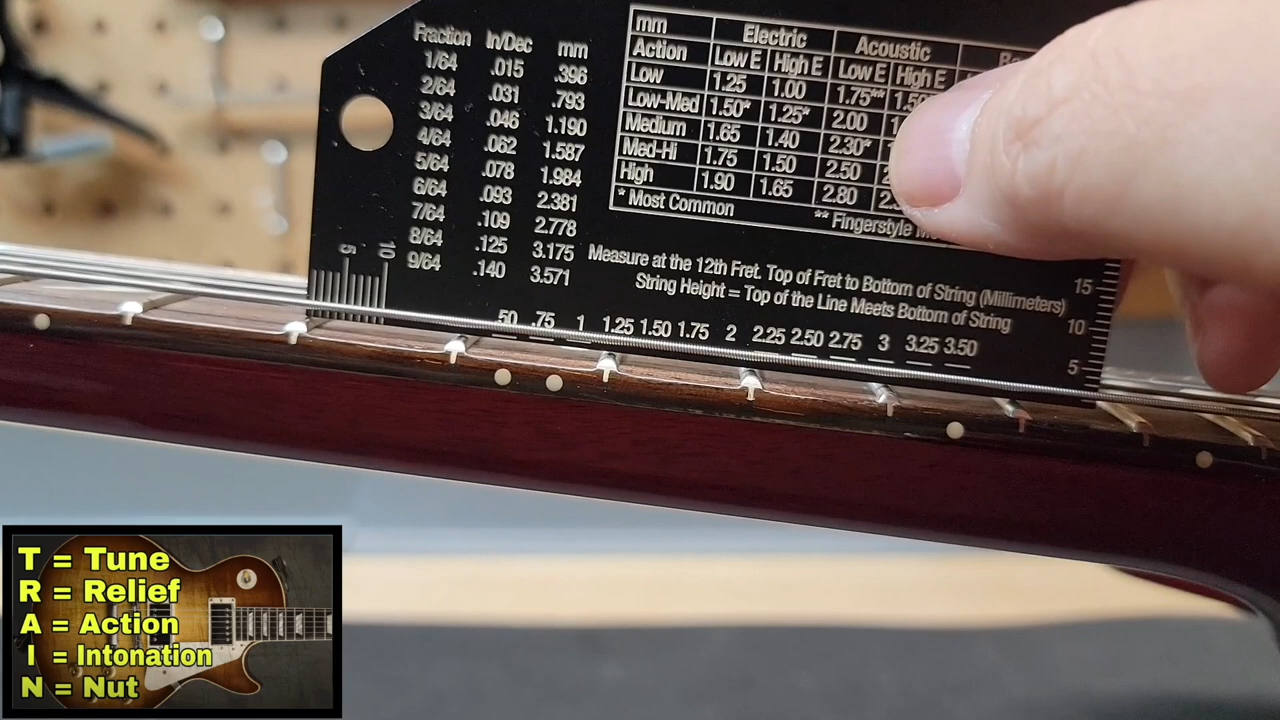 Fraction In/Dec mm
1/64 .015 .396
2/64 .031 .793
3/64 .046 1.190
4/64 .062 1.587
5/64 .078 1.984
6/64 .093 2.381
7/64 .109 2.778
8/64 .125 3.175
9/64 .140 3.571
mm Electric Acoustic
Action Low E High E Low E High E
Low 1.25 1.00 1.75**
Low-Med 1.50* 1.25* 2.00
Medium 1.65 1.40 2.30*
Med-Hi 1.75 1.50 2.50
High 1.90 1.65 2.80
* Most Common ** Fingerstyle
Measure at the 12th Fret. Top of Fret to Bottom of String (Millimeters)
String Height = Top of the Line Meets Bottom of String
5 10
.50 .75 1 1.25 1.50 1.75 2 2.25 2.50 2.75 3 3.25 3.50
15
10
5
T = Tune
R = Relief
A = Action
I = Intonation
N = Nut